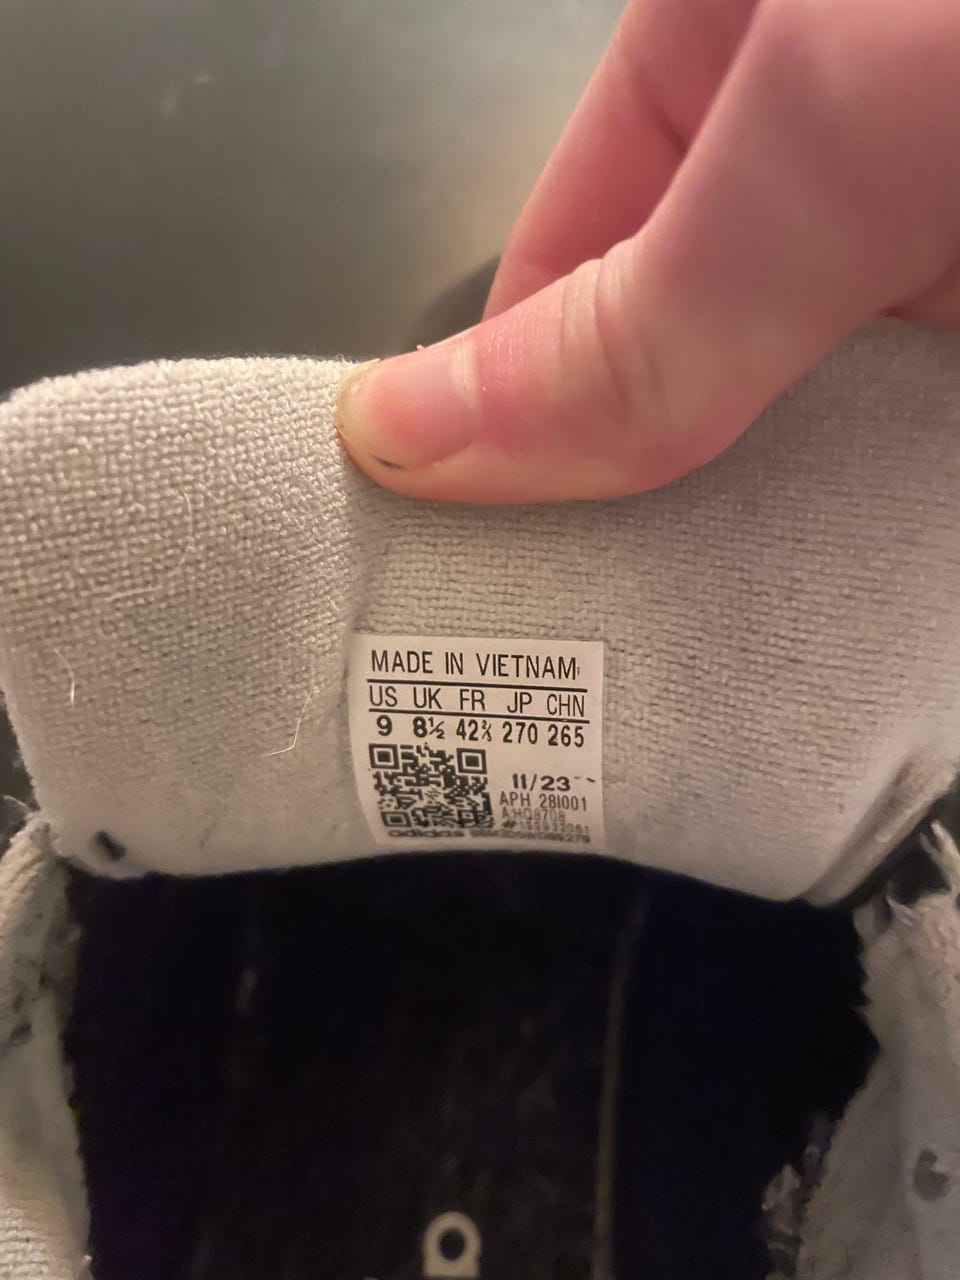 MADE IN VIETNAM
US UK FR JP CHN
9 8½ 42⅔ 270 265
11/23
APH 28I001
adidas